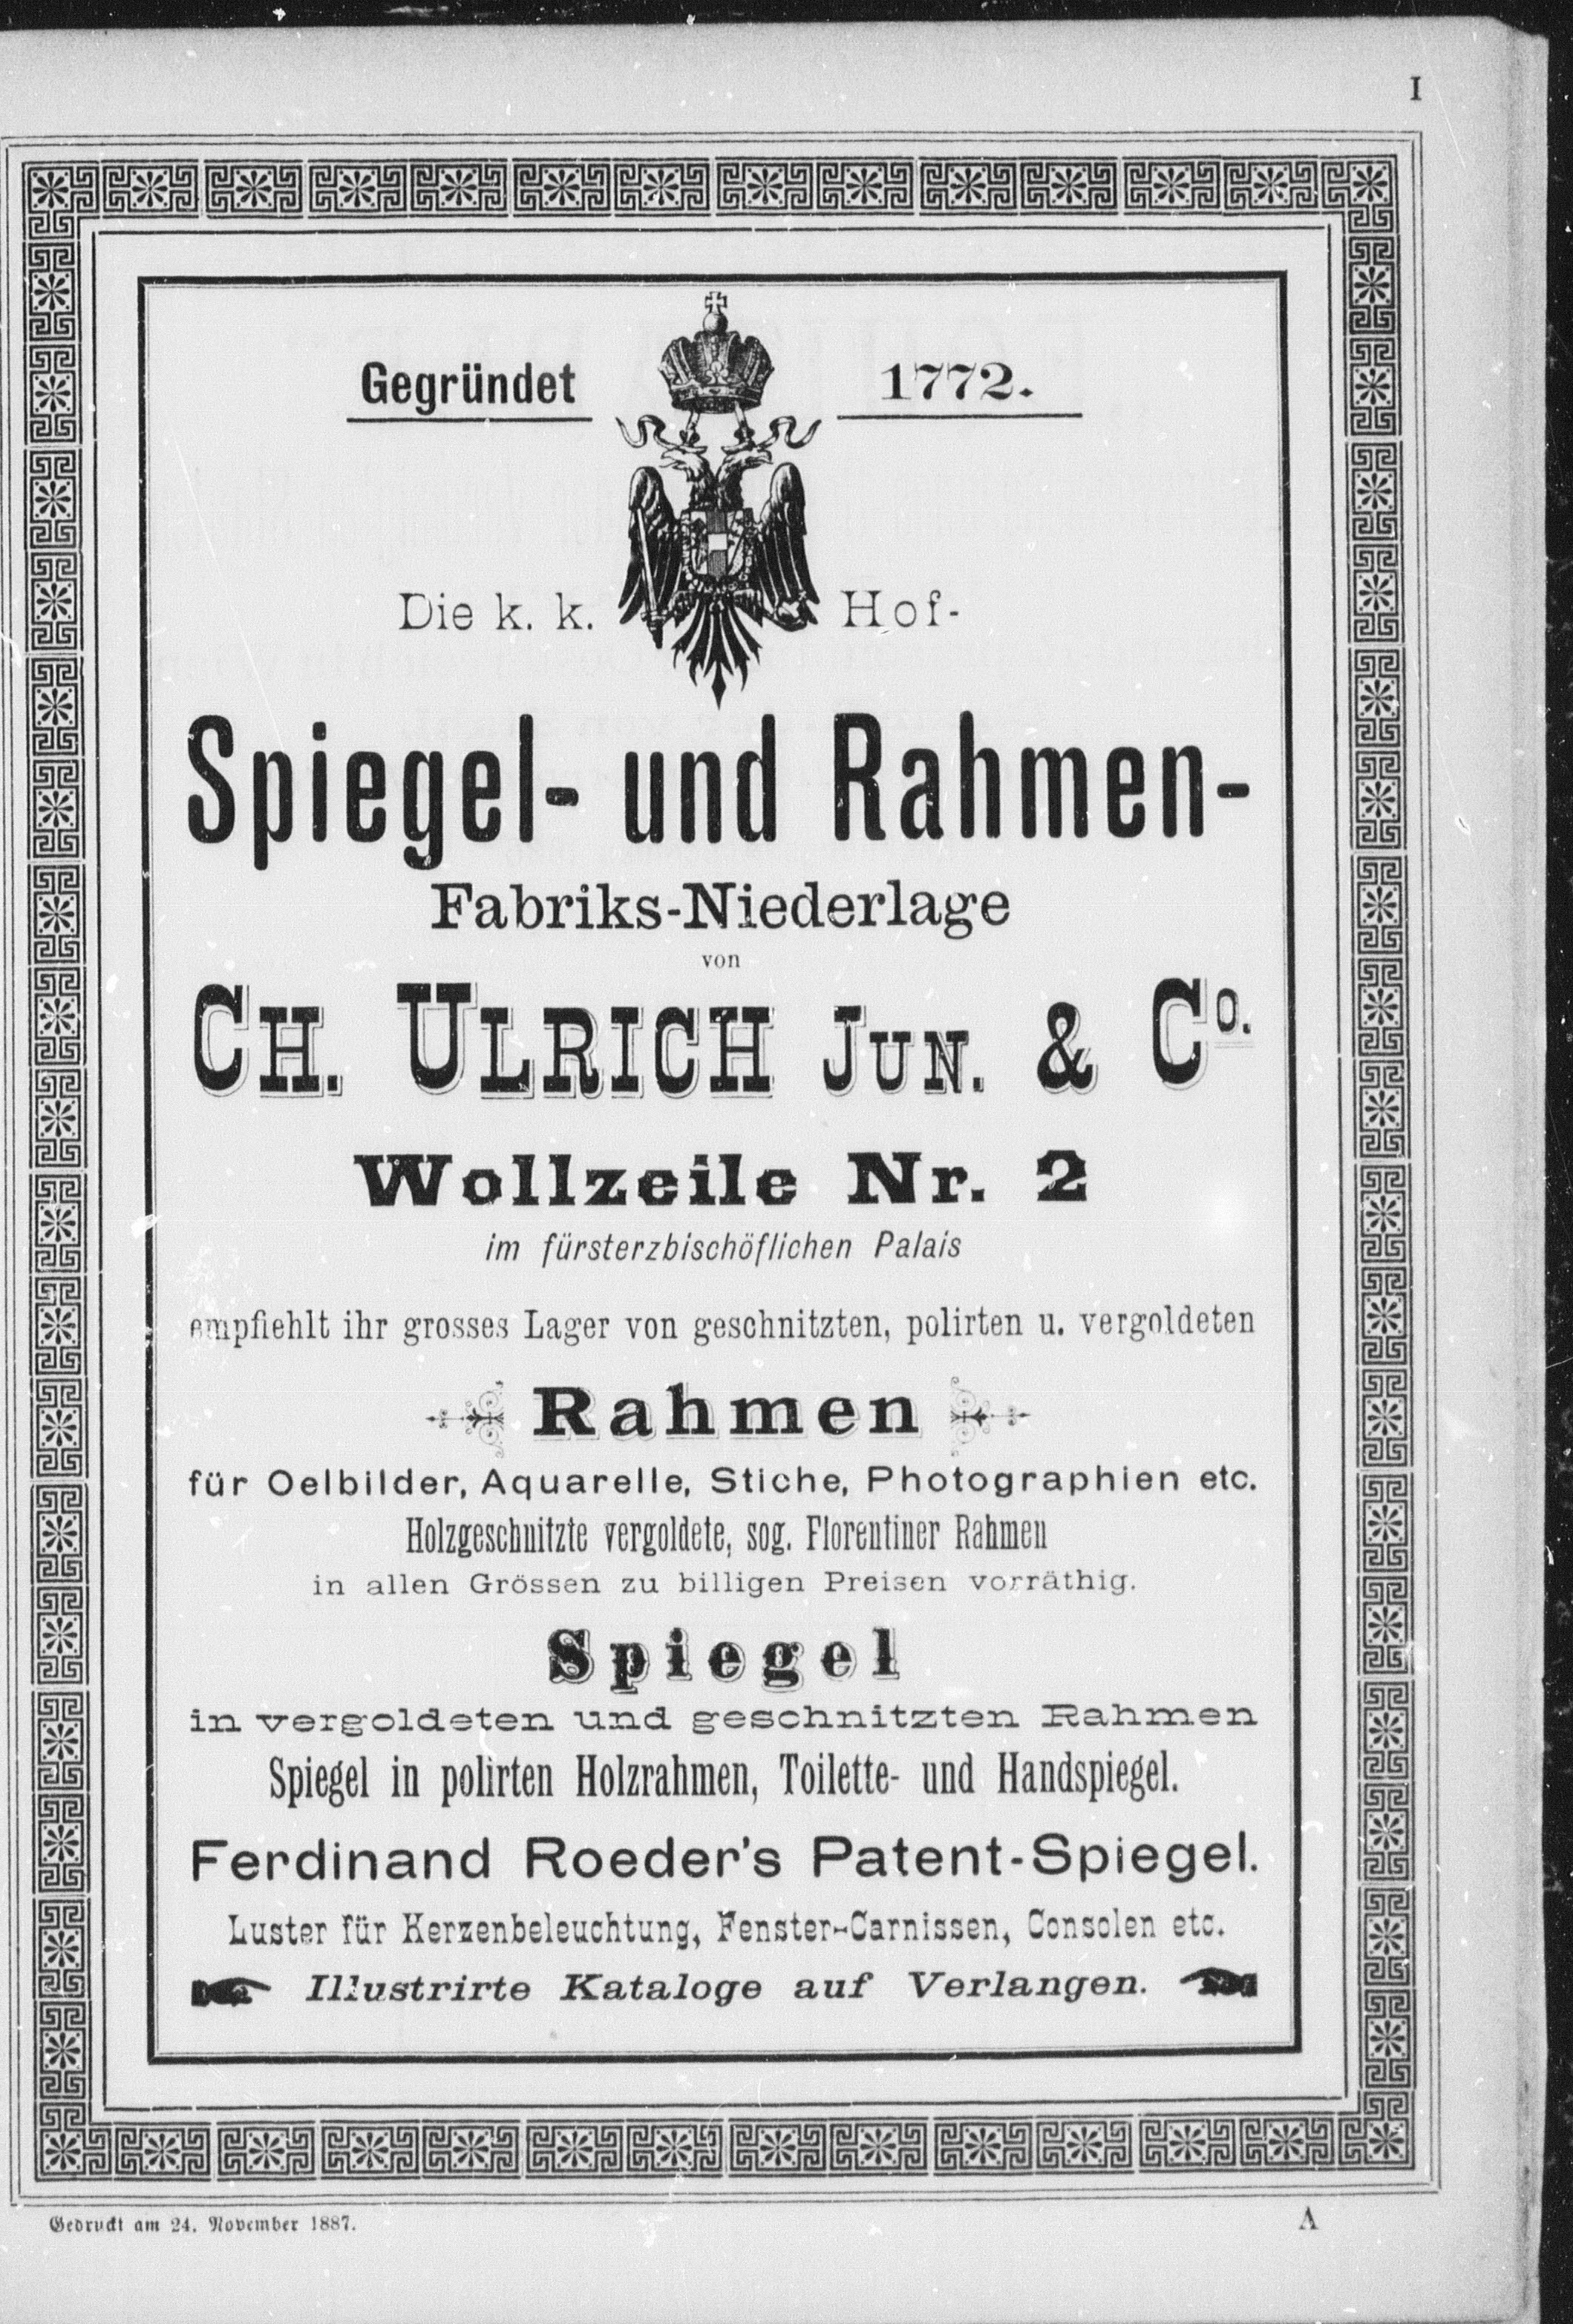 I
Gegründet 1772.
Die k. k. Hof-
Spiegel- und Rahmen-
Fabriks-Niederlage
von
CH. ULRICH JUN. & Co.
Wollzeile Nr. 2
im fürsterzbischöflichen Palais
empfiehlt ihr grosses Lager von geschnitzten, polirten u. vergoldeten
Rahmen
für Oelbilder, Aquarelle, Stiche, Photographien etc.
Holzgeschnitzte vergoldete, sog. Florentiner Rahmen
in allen Grössen zu billigen Preisen vorräthig.
Spiegel
in vergoldeten und geschnitzten Rahmen
Spiegel in polirten Holzrahmen, Toilette- und Handspiegel.
Ferdinand Roeder's Patent-Spiegel.
Luster für Kerzenbeleuchtung, Fenster-Carnissen, Consolen etc.
Illustrirte Kataloge auf Verlangen.
Gedruckt am 24. November 1887.
A